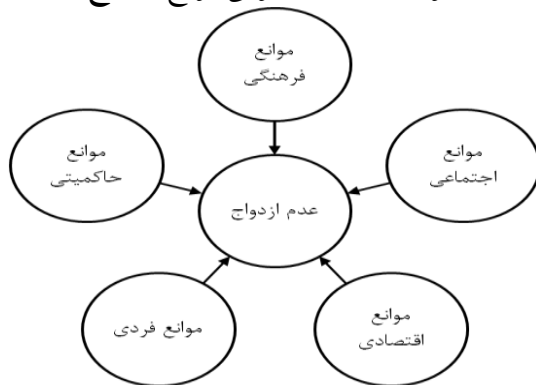 موانع
فرهنگی
موانع
اجتماعی
موانع
حاکمیتی
عدم ازدواج
موانع فردی
موانع
اقتصادی